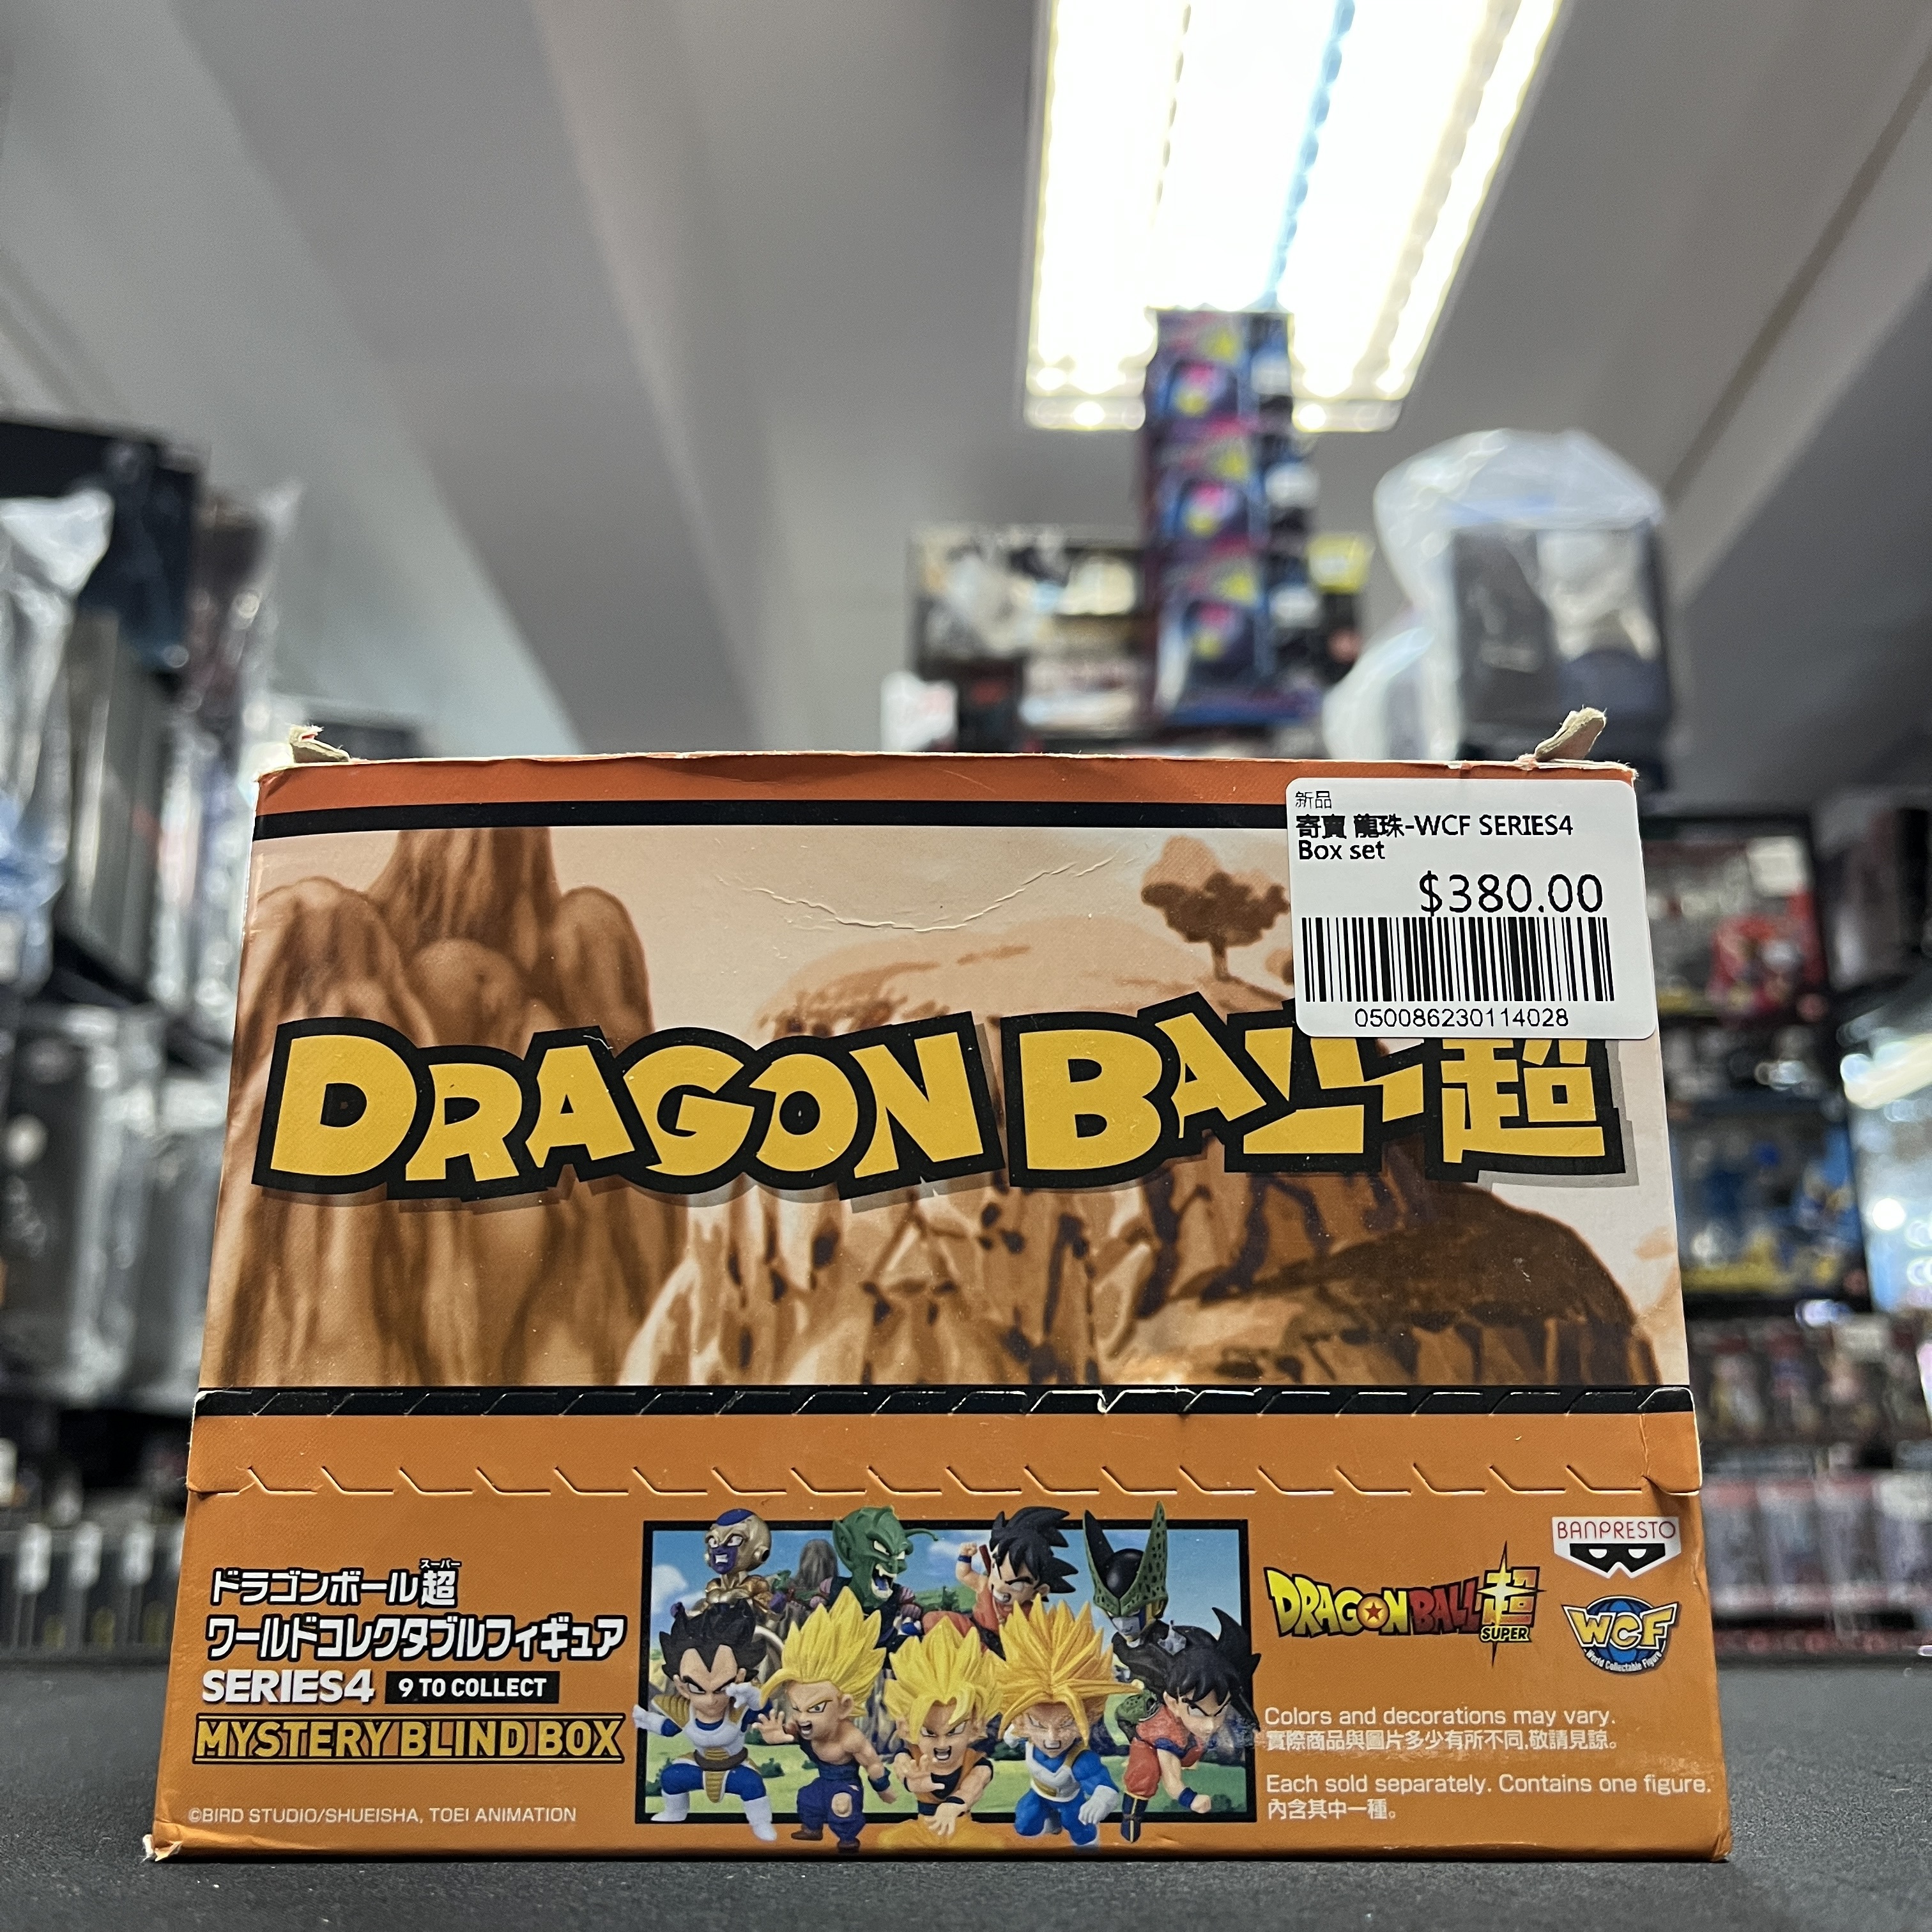 新品
寄賣 龍珠-WCF SERIES4
Box set
$380.00
050086230114028
DRAGON BALL超
スーパー
ドラゴンボール超
ワールドコレクタブルフィギュア
SERIES4 9 TO COLLECT
MYSTERY BLIND BOX
©BIRD STUDIO/SHUEISHA, TOEI ANIMATION
BANPRESTO
DRAGON BALL超
SUPER
WCF
World Collectable Figure
Colors and decorations may vary.
實際商品與圖片多少有所不同,敬請見諒。
Each sold separately. Contains one figure.
內含其中一種。